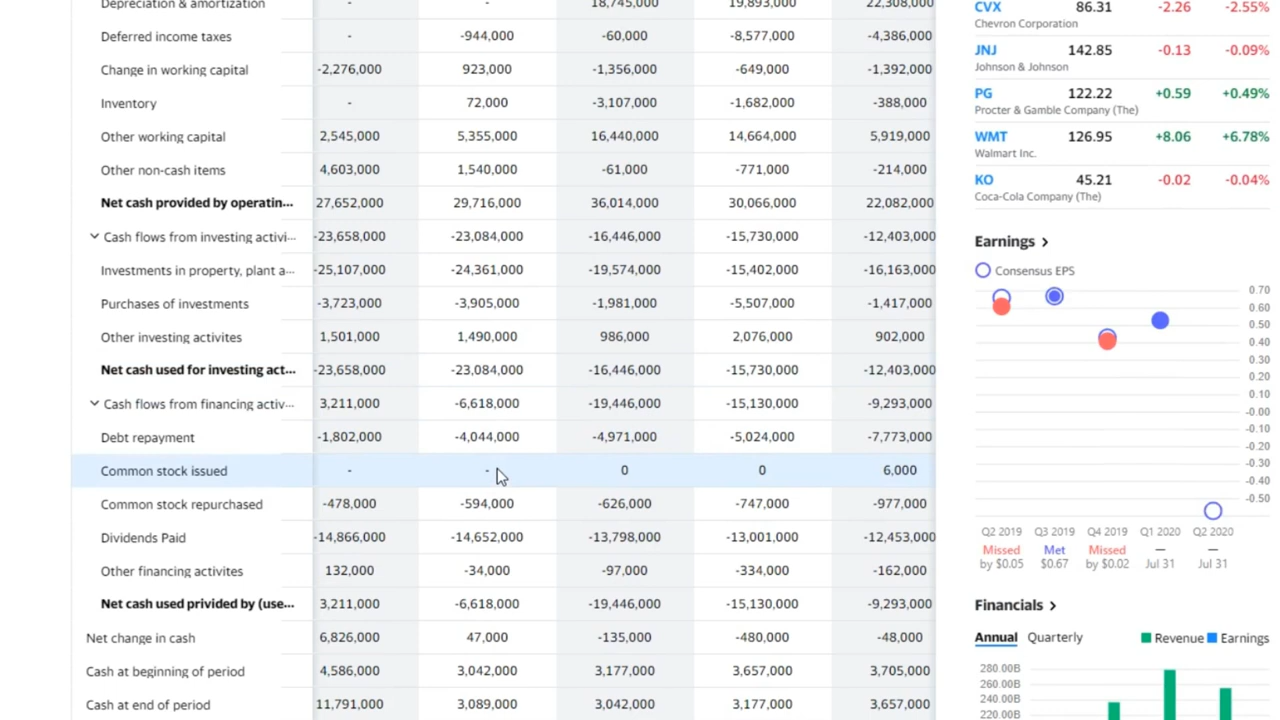 Depreciation & amortization - - 18,745,000 19,893,000 22,308,000
Deferred income taxes - -944,000 -60,000 -8,577,000 -4,386,000
Change in working capital -2,276,000 923,000 -1,356,000 -649,000 -1,392,000
Inventory - 72,000 -3,107,000 -1,682,000 -388,000
Other working capital 2,545,000 5,355,000 16,440,000 14,664,000 5,919,000
Other non-cash items 4,603,000 1,540,000 -61,000 -771,000 -214,000
Net cash provided by operatin... 27,652,000 29,716,000 36,014,000 30,066,000 22,082,000
Cash flows from investing activi... -23,658,000 -23,084,000 -16,446,000 -15,730,000 -12,403,000
Investments in property, plant a... -25,107,000 -24,361,000 -19,574,000 -15,402,000 -16,163,000
Purchases of investments -3,723,000 -3,905,000 -1,981,000 -5,507,000 -1,417,000
Other investing activites 1,501,000 1,490,000 986,000 2,076,000 902,000
Net cash used for investing act... -23,658,000 -23,084,000 -16,446,000 -15,730,000 -12,403,000
Cash flows from financing activ... 3,211,000 -6,618,000 -19,446,000 -15,130,000 -9,293,000
Debt repayment -1,802,000 -4,044,000 -4,971,000 -5,024,000 -7,773,000
Common stock issued - - 0 0 6,000
Common stock repurchased -478,000 -594,000 -626,000 -747,000 -977,000
Dividends Paid -14,866,000 -14,652,000 -13,798,000 -13,001,000 -12,453,000
Other financing activites 132,000 -34,000 -97,000 -334,000 -162,000
Net cash used privided by (use... 3,211,000 -6,618,000 -19,446,000 -15,130,000 -9,293,000
Net change in cash 6,826,000 47,000 -135,000 -480,000 -48,000
Cash at beginning of period 4,586,000 3,042,000 3,177,000 3,657,000 3,705,000
Cash at end of period 11,791,000 3,089,000 3,042,000 3,177,000 3,657,000
CVX 86.31 -2.26 -2.55%
Chevron Corporation
JNJ 142.85 -0.13 -0.09%
Johnson & Johnson
PG 122.22 +0.59 +0.49%
Procter & Gamble Company (The)
WMT 126.95 +8.06 +6.78%
Walmart Inc.
KO 45.21 -0.02 -0.04%
Coca-Cola Company (The)
Earnings
Consensus EPS
0.70
0.60
0.50
0.40
0.30
0.20
0.10
-0.00
-0.10
-0.20
-0.30
-0.40
-0.50
Q2 2019 Q3 2019 Q4 2019 Q1 2020 Q2 2020
Missed Met Missed — —
by $0.05 $0.67 by $0.02 Jul 31 Jul 31
Financials
Annual Quarterly Revenue Earnings
280.00B
260.00B
240.00B
220.00B